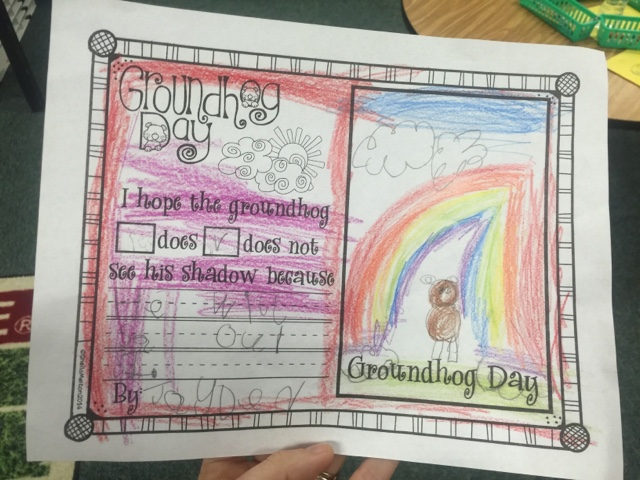 Groundhog
Day
I hope the groundhog
does ✓ does not
see his shadow because
out
By:
Groundhog Day
E®